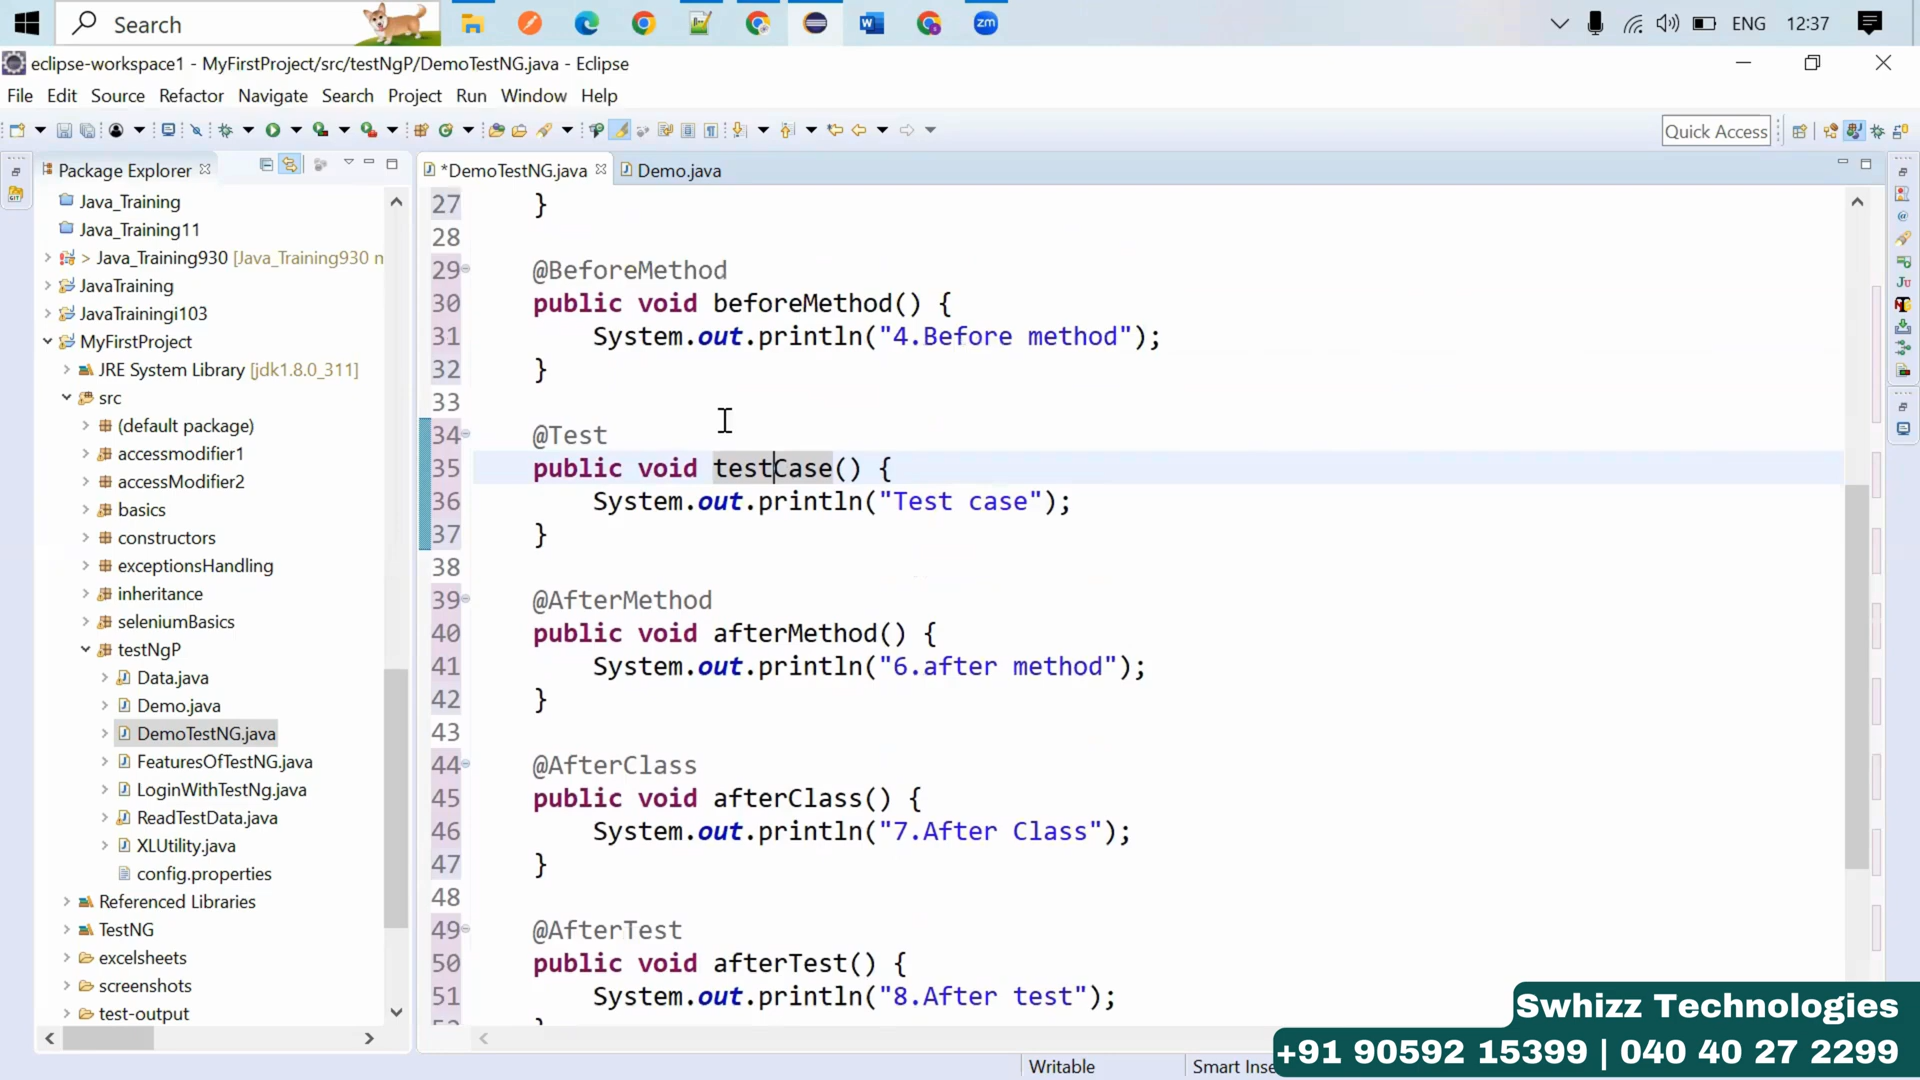 Search
W
zm
ENG
12:37
eclipse-workspace1 - MyFirstProject/src/testNgP/DemoTestNG.java - Eclipse
File Edit Source Refactor Navigate Search Project Run Window Help
Quick Access
Package Explorer
*DemoTestNG.java
Demo.java
Java_Training
Java_Training11
> Java_Training930 [Java_Training930 m
JavaTraining
JavaTrainingi103
MyFirstProject
JRE System Library [jdk1.8.0_311]
src
(default package)
accessmodifier1
accessModifier2
basics
constructors
exceptionsHandling
inheritance
seleniumBasics
testNgP
Data.java
Demo.java
DemoTestNG.java
FeaturesOfTestNG.java
LoginWithTestNg.java
ReadTestData.java
XLUtility.java
config.properties
Referenced Libraries
TestNG
excelsheets
screenshots
test-output
27 }
28
29 @BeforeMethod
30 public void beforeMethod() {
31 System.out.println("4.Before method");
32 }
33
34 @Test
35 public void testCase() {
36 System.out.println("Test case");
37 }
38
39 @AfterMethod
40 public void afterMethod() {
41 System.out.println("6.after method");
42 }
43
44 @AfterClass
45 public void afterClass() {
46 System.out.println("7.After Class");
47 }
48
49 @AfterTest
50 public void afterTest() {
51 System.out.println("8.After test");
Writable
Smart Inse
Swhizz Technologies
+91 90592 15399 | 040 40 27 2299